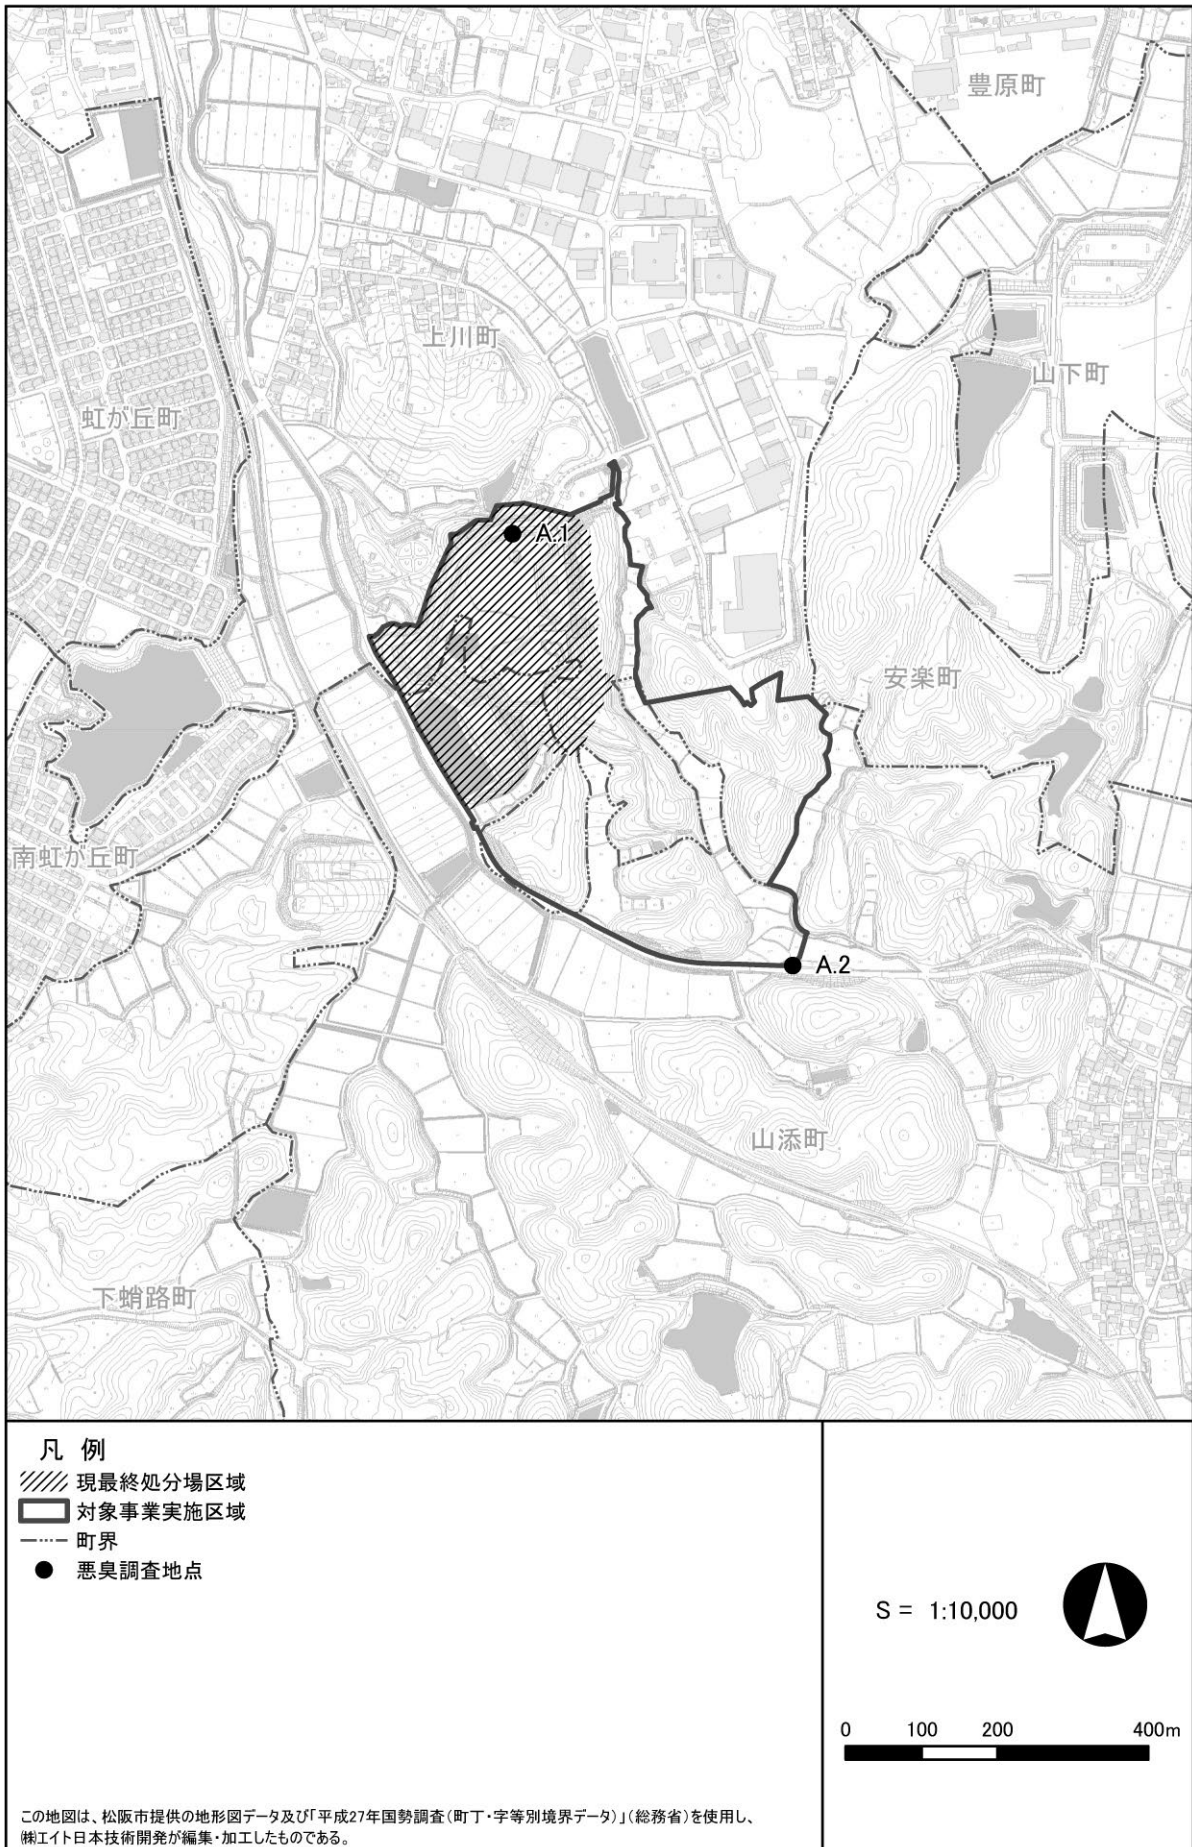 豊原町
上川町
山下町
虹が丘町
A.1
安楽町
南虹が丘町
A.2
山添町
下蛸路町
凡 例
現最終処分場区域
対象事業実施区域
町界
悪臭調査地点
S = 1:10,000
0 100 200 400m
この地図は、松阪市提供の地形図データ及び「平成27年国勢調査(町丁・字等別境界データ)」(総務省)を使用し、
㈱エイト日本技術開発が編集・加工したものである。